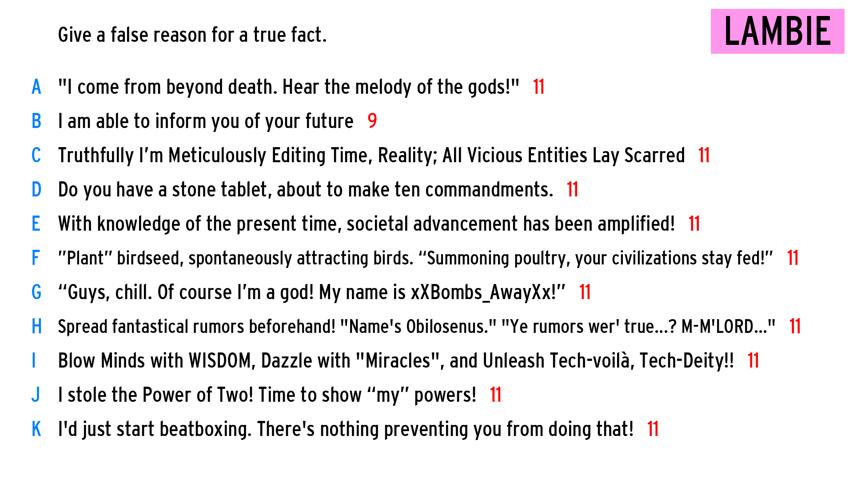 Give a false reason for a true fact.
LAMBIE
A "I come from beyond death. Hear the melody of the gods!" 11
B I am able to inform you of your future 9
C Truthfully I'm Meticulously Editing Time, Reality; All Vicious Entities Lay Scarred 11
D Do you have a stone tablet, about to make ten commandments. 11
E With knowledge of the present time, societal advancement has been amplified! 11
F ”Plant” birdseed, spontaneously attracting birds. “Summoning poultry, your civilizations stay fed!” 11
G “Guys, chill. Of course I'm a god! My name is xXBombs_AwayXx!” 11
H Spread fantastical rumors beforehand! "Name's Obilosenus." "Ye rumors wer' true...? M-M'LORD..." 11
I Blow Minds with WISDOM, Dazzle with "Miracles", and Unleash Tech-voilà, Tech-Deity!! 11
J I stole the Power of Two! Time to show “my” powers! 11
K I'd just start beatboxing. There's nothing preventing you from doing that! 11